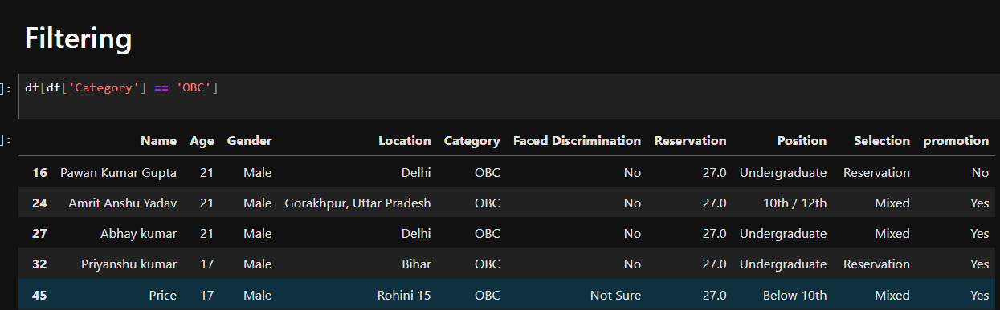 Filtering
]: df[df['Category'] == 'OBC']
]: Name Age Gender Location Category Faced Discrimination Reservation Position Selection promotion
16 Pawan Kumar Gupta 21 Male Delhi OBC No 27.0 Undergraduate Reservation No
24 Amrit Anshu Yadav 21 Male Gorakhpur, Uttar Pradesh OBC No 27.0 10th / 12th Mixed Yes
27 Abhay kumar 21 Male Delhi OBC No 27.0 Undergraduate Mixed Yes
32 Priyanshu kumar 17 Male Bihar OBC No 27.0 Undergraduate Reservation Yes
45 Price 17 Male Rohini 15 OBC Not Sure 27.0 Below 10th Mixed Yes